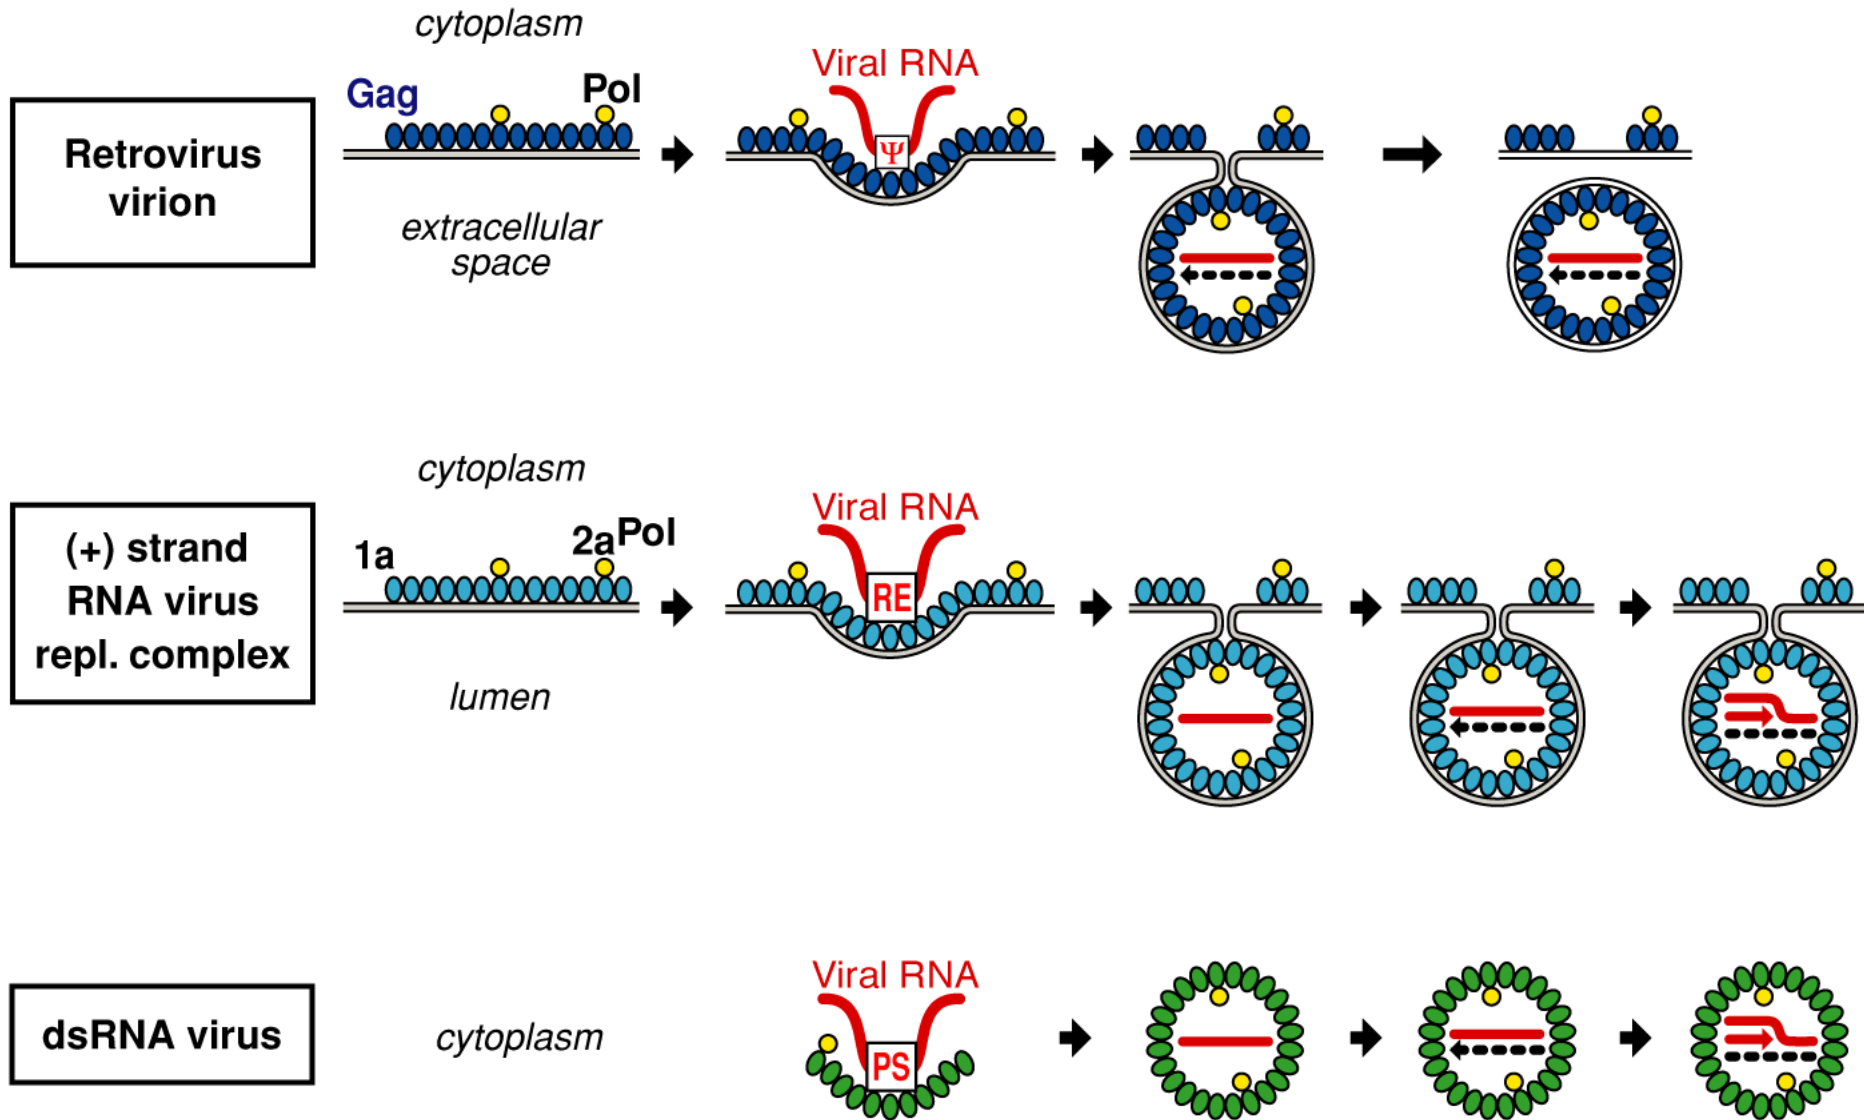 cytoplasm
Gag
Pol
Viral RNA
Ψ
Retrovirus
virion
extracellular
space
cytoplasm
1a
2aPol
Viral RNA
RE
(+) strand
RNA virus
repl. complex
lumen
Viral RNA
PS
dsRNA virus
cytoplasm